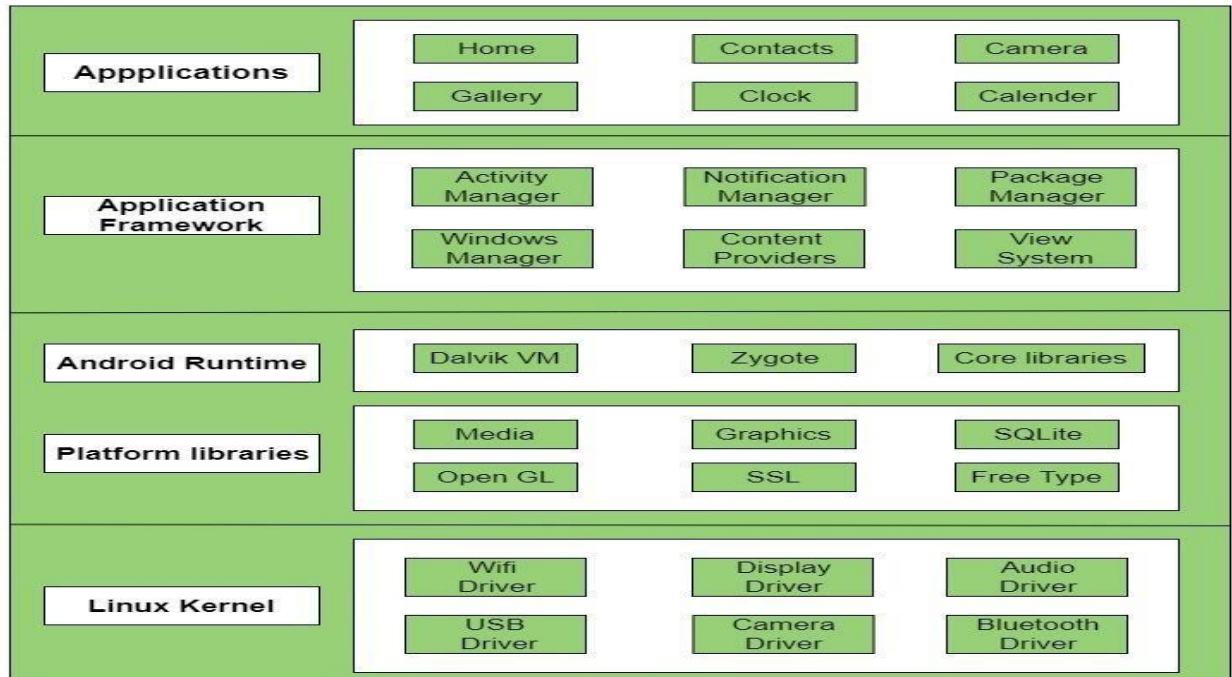 Appplications
Home
Contacts
Camera
Gallery
Clock
Calender
Application
Framework
Activity
Manager
Notification
Manager
Package
Manager
Windows
Manager
Content
Providers
View
System
Android Runtime
Dalvik VM
Zygote
Core libraries
Platform libraries
Media
Graphics
SQLite
Open GL
SSL
Free Type
Linux Kernel
Wifi
Driver
Display
Driver
Audio
Driver
USB
Driver
Camera
Driver
Bluetooth
Driver